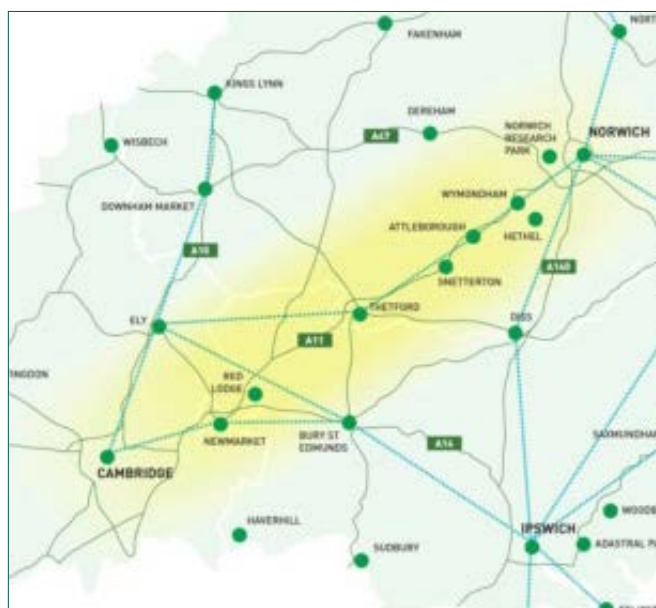 FAKENHAM
KINGS LYNN
DEREHAM
NORWICH
RESEARCH
PARK
NORWICH
A47
WISBECH
WYMONDHAM
DOWNHAM MARKET
ATTLEBOROUGH
HETHEL
A10
SNETTERTON
A140
THETFORD
ELY
A11
DISS
RED
LODGE
NEWMARKET
BURY ST
EDMUNDS
A14
CAMBRIDGE
HAVERHILL
SUDBURY
IPSWICH